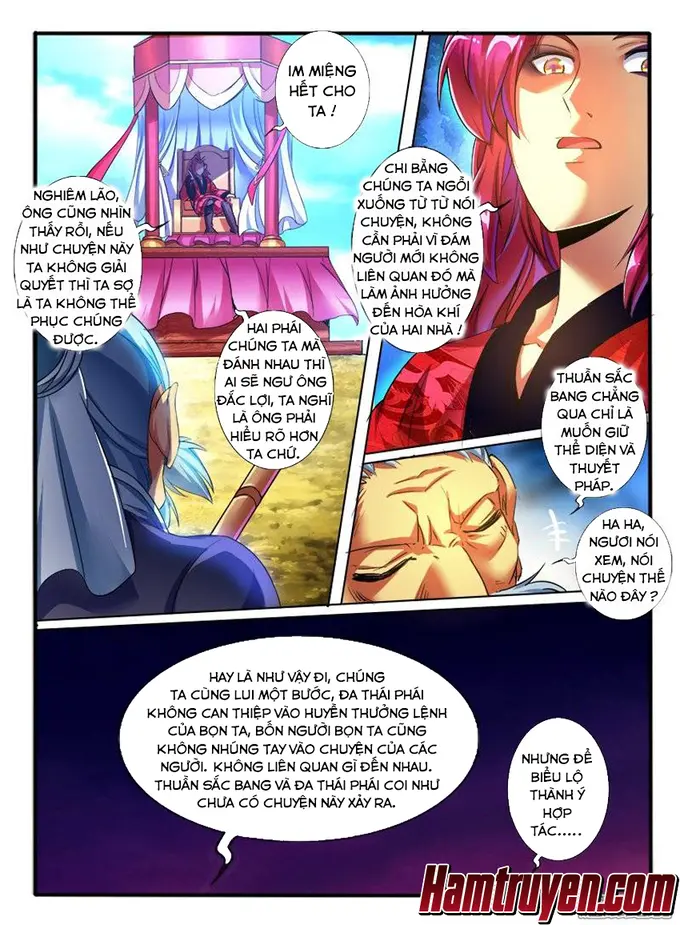 IM MIỆNG
HẾT CHO
TA !
NGHIÊM LÃO,
ÔNG CŨNG NHÌN
THẤY RỒI, NẾU
NHƯ CHUYỆN NÀY
TA KHÔNG GIẢI
QUYẾT THÌ TA SỢ
LÀ TA KHÔNG THỂ
PHỤC CHÚNG
ĐƯỢC.
HAI PHÁI
CHÚNG TA MÀ
ĐÁNH NHAU THÌ
AI SẼ NGƯ ÔNG
ĐẮC LỢI, TA NGHĨ
LÀ ÔNG PHẢI
HIỂU RÕ HƠN
TA CHỨ.
CHI BẰNG
CHÚNG TA NGỒI
XUỐNG TỪ TỪ NÓI
CHUYỆN, KHÔNG
CẦN PHẢI VÌ ĐÁM
NGƯỜI MỚI KHÔNG
LIÊN QUAN ĐÓ MÀ
LÀM ẢNH HƯỞNG
ĐẾN HÒA KHÍ
CỦA HAI NHÀ !
THUẦN SẮC
BANG CHẲNG
QUA CHỈ LÀ
MUỐN GIỮ
THỂ DIỆN VÀ
THUYẾT
PHÁP.
HA HA,
NGƯƠI NÓI
XEM, NÓI
CHUYỆN THẾ
NÀO ĐÂY ?
HAY LÀ NHƯ VẬY ĐI, CHÚNG
TA CÙNG LUI MỘT BƯỚC, ĐA THÁI PHÁI
KHÔNG CAN THIỆP VÀO HUYỀN THƯỞNG LỆNH
CỦA BỌN TA, BỐN NGƯỜI BỌN TA CŨNG
KHÔNG NHÚNG TAY VÀO CHUYỆN CỦA CÁC
NGƯỜI. KHÔNG LIÊN QUAN GÌ ĐẾN NHAU.
THUẦN SẮC BANG VÀ ĐA THÁI PHÁI COI NHƯ
CHƯA CÓ CHUYỆN NÀY XẢY RA.
NHƯNG ĐỂ
BIỂU LỘ
THÀNH Ý
HỢP
TÁC.....
Hamtruyen.com